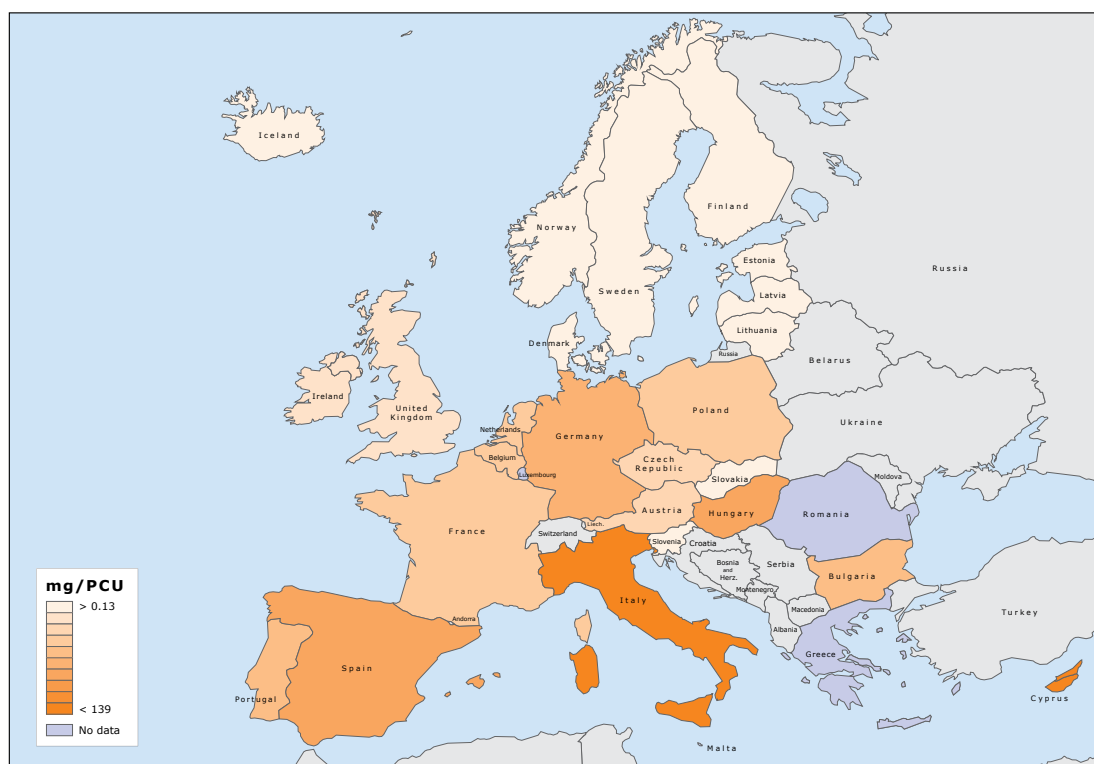 Iceland
Norway
Finland
Sweden
Estonia
Russia
Latvia
Lithuania
Denmark
Russia
Belarus
Ireland
United
Kingdom
Netherlands
Germany
Poland
Ukraine
Belgium
Luxembourg
Czech
Republic
Slovakia
Moldova
France
Switzerland
Liech.
Austria
Hungary
Romania
Slovenia
Croatia
Bosnia
and
Herz.
Serbia
Bulgaria
Montenegro
Italy
Macedonia
Albania
Turkey
Andorra
Greece
Spain
Portugal
Cyprus
Malta
mg/PCU
> 0.13
< 139
No data